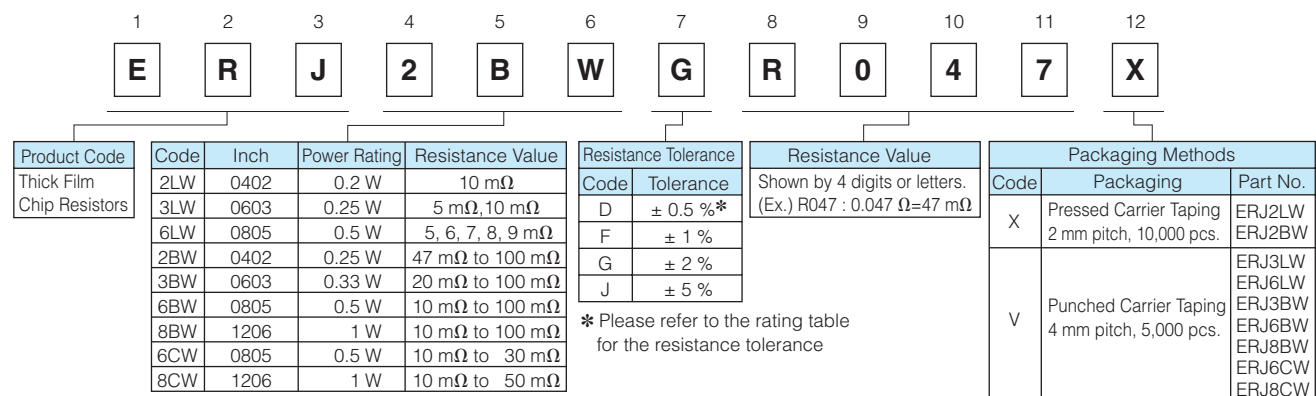 1 2 3 4 5 6 7 8 9 10 11 12
E R J 2 B W G R 0 4 7 X
Product Code
Thick Film
Chip Resistors
Code Inch Power Rating Resistance Value
2LW 0402 0.2 W 10 mΩ
3LW 0603 0.25 W 5 mΩ,10 mΩ
6LW 0805 0.5 W 5, 6, 7, 8, 9 mΩ
2BW 0402 0.25 W 47 mΩ to 100 mΩ
3BW 0603 0.33 W 20 mΩ to 100 mΩ
6BW 0805 0.5 W 10 mΩ to 100 mΩ
8BW 1206 1 W 10 mΩ to 100 mΩ
6CW 0805 0.5 W 10 mΩ to 30 mΩ
8CW 1206 1 W 10 mΩ to 50 mΩ
Resistance Tolerance
Code Tolerance
D ± 0.5 %*
F ± 1 %
G ± 2 %
J ± 5 %
* Please refer to the rating table
for the resistance tolerance
Resistance Value
Shown by 4 digits or letters.
(Ex.) R047 : 0.047 Ω=47 mΩ
Packaging Methods
Code Packaging Part No.
X Pressed Carrier Taping
2 mm pitch, 10,000 pcs.
ERJ2LW
ERJ2BW
V Punched Carrier Taping
4 mm pitch, 5,000 pcs.
ERJ3LW
ERJ6LW
ERJ3BW
ERJ6BW
ERJ8BW
ERJ6CW
ERJ8CW